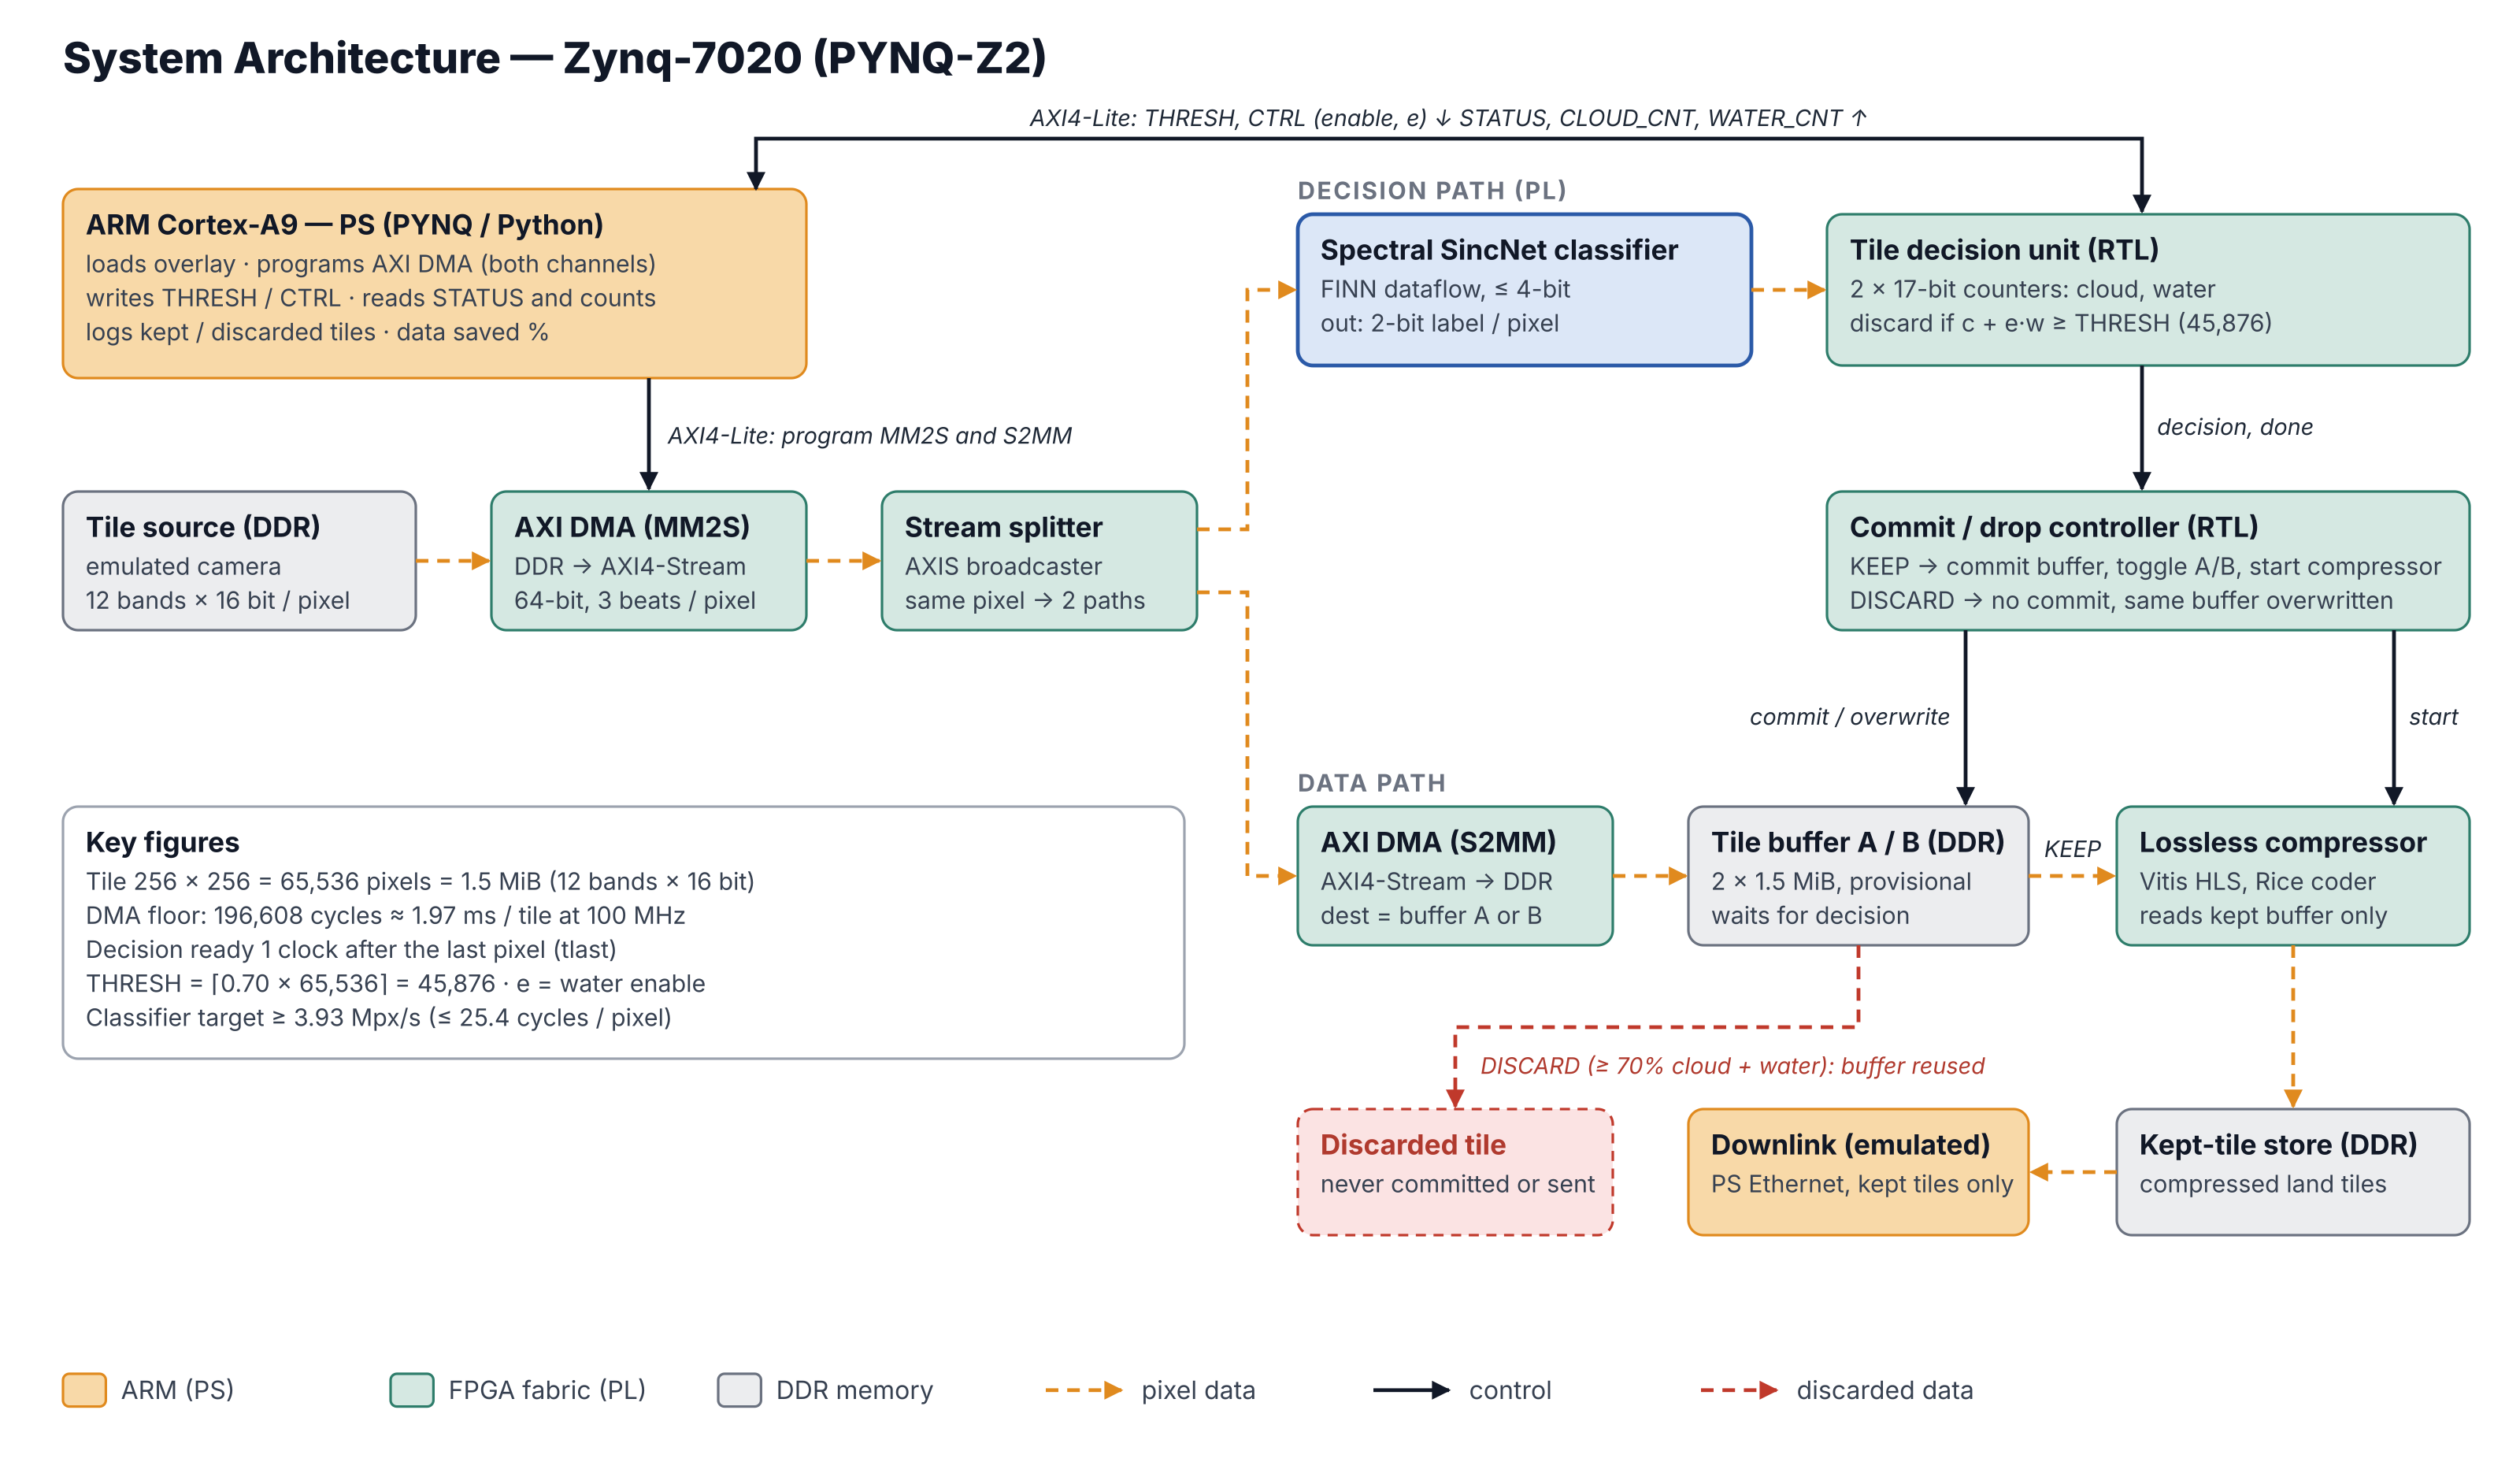 System Architecture — Zynq-7020 (PYNQ-Z2)
AXI4-Lite: THRESH, CTRL (enable, e) ↓ STATUS, CLOUD_CNT, WATER_CNT ↑
ARM Cortex-A9 — PS (PYNQ / Python)
loads overlay · programs AXI DMA (both channels)
writes THRESH / CTRL · reads STATUS and counts
logs kept / discarded tiles · data saved %
DECISION PATH (PL)
Spectral SincNet classifier
FINN dataflow, ≤ 4-bit
out: 2-bit label / pixel
Tile decision unit (RTL)
2 × 17-bit counters: cloud, water
discard if c + e·w ≥ THRESH (45,876)
AXI4-Lite: program MM2S and S2MM
decision, done
Tile source (DDR)
emulated camera
12 bands × 16 bit / pixel
AXI DMA (MM2S)
DDR → AXI4-Stream
64-bit, 3 beats / pixel
Stream splitter
AXIS broadcaster
same pixel → 2 paths
Commit / drop controller (RTL)
KEEP → commit buffer, toggle A/B, start compressor
DISCARD → no commit, same buffer overwritten
commit / overwrite
start
Key figures
Tile 256 × 256 = 65,536 pixels = 1.5 MiB (12 bands × 16 bit)
DMA floor: 196,608 cycles ≈ 1.97 ms / tile at 100 MHz
Decision ready 1 clock after the last pixel (tlast)
THRESH = ⌈0.70 × 65,536⌉ = 45,876 · e = water enable
Classifier target ≥ 3.93 Mpx/s (≤ 25.4 cycles / pixel)
DATA PATH
AXI DMA (S2MM)
AXI4-Stream → DDR
dest = buffer A or B
Tile buffer A / B (DDR)
2 × 1.5 MiB, provisional
waits for decision
KEEP
Lossless compressor
Vitis HLS, Rice coder
reads kept buffer only
DISCARD (≥ 70% cloud + water): buffer reused
Discarded tile
never committed or sent
Downlink (emulated)
PS Ethernet, kept tiles only
Kept-tile store (DDR)
compressed land tiles
ARM (PS)
FPGA fabric (PL)
DDR memory
pixel data
control
discarded data